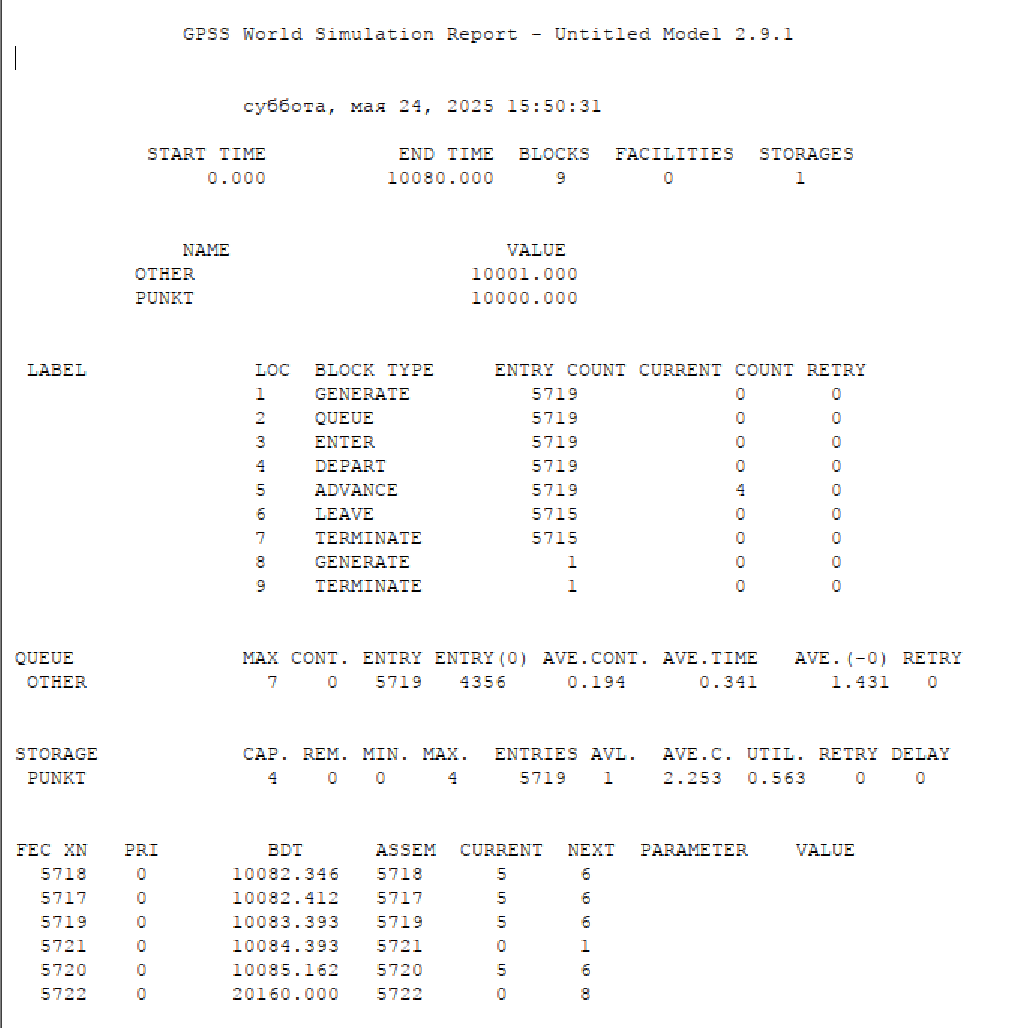 GPSS World Simulation Report - Untitled Model 2.9.1
суббота, мая 24, 2025 15:50:31
START TIME END TIME BLOCKS FACILITIES STORAGES
0.000 10080.000 9 0 1
NAME VALUE
OTHER 10001.000
PUNKT 10000.000
LABEL LOC BLOCK TYPE ENTRY COUNT CURRENT COUNT RETRY
1 GENERATE 5719 0 0
2 QUEUE 5719 0 0
3 ENTER 5719 0 0
4 DEPART 5719 0 0
5 ADVANCE 5719 4 0
6 LEAVE 5715 0 0
7 TERMINATE 5715 0 0
8 GENERATE 1 0 0
9 TERMINATE 1 0 0
QUEUE MAX CONT. ENTRY ENTRY(0) AVE.CONT. AVE.TIME AVE.(-0) RETRY
OTHER 7 0 5719 4356 0.194 0.341 1.431 0
STORAGE CAP. REM. MIN. MAX. ENTRIES AVL. AVE.C. UTIL. RETRY DELAY
PUNKT 4 0 0 4 5719 1 2.253 0.563 0 0
FEC XN PRI BDT ASSEM CURRENT NEXT PARAMETER VALUE
5718 0 10082.346 5718 5 6
5717 0 10082.412 5717 5 6
5719 0 10083.393 5719 5 6
5721 0 10084.393 5721 0 1
5720 0 10085.162 5720 5 6
5722 0 20160.000 5722 0 8